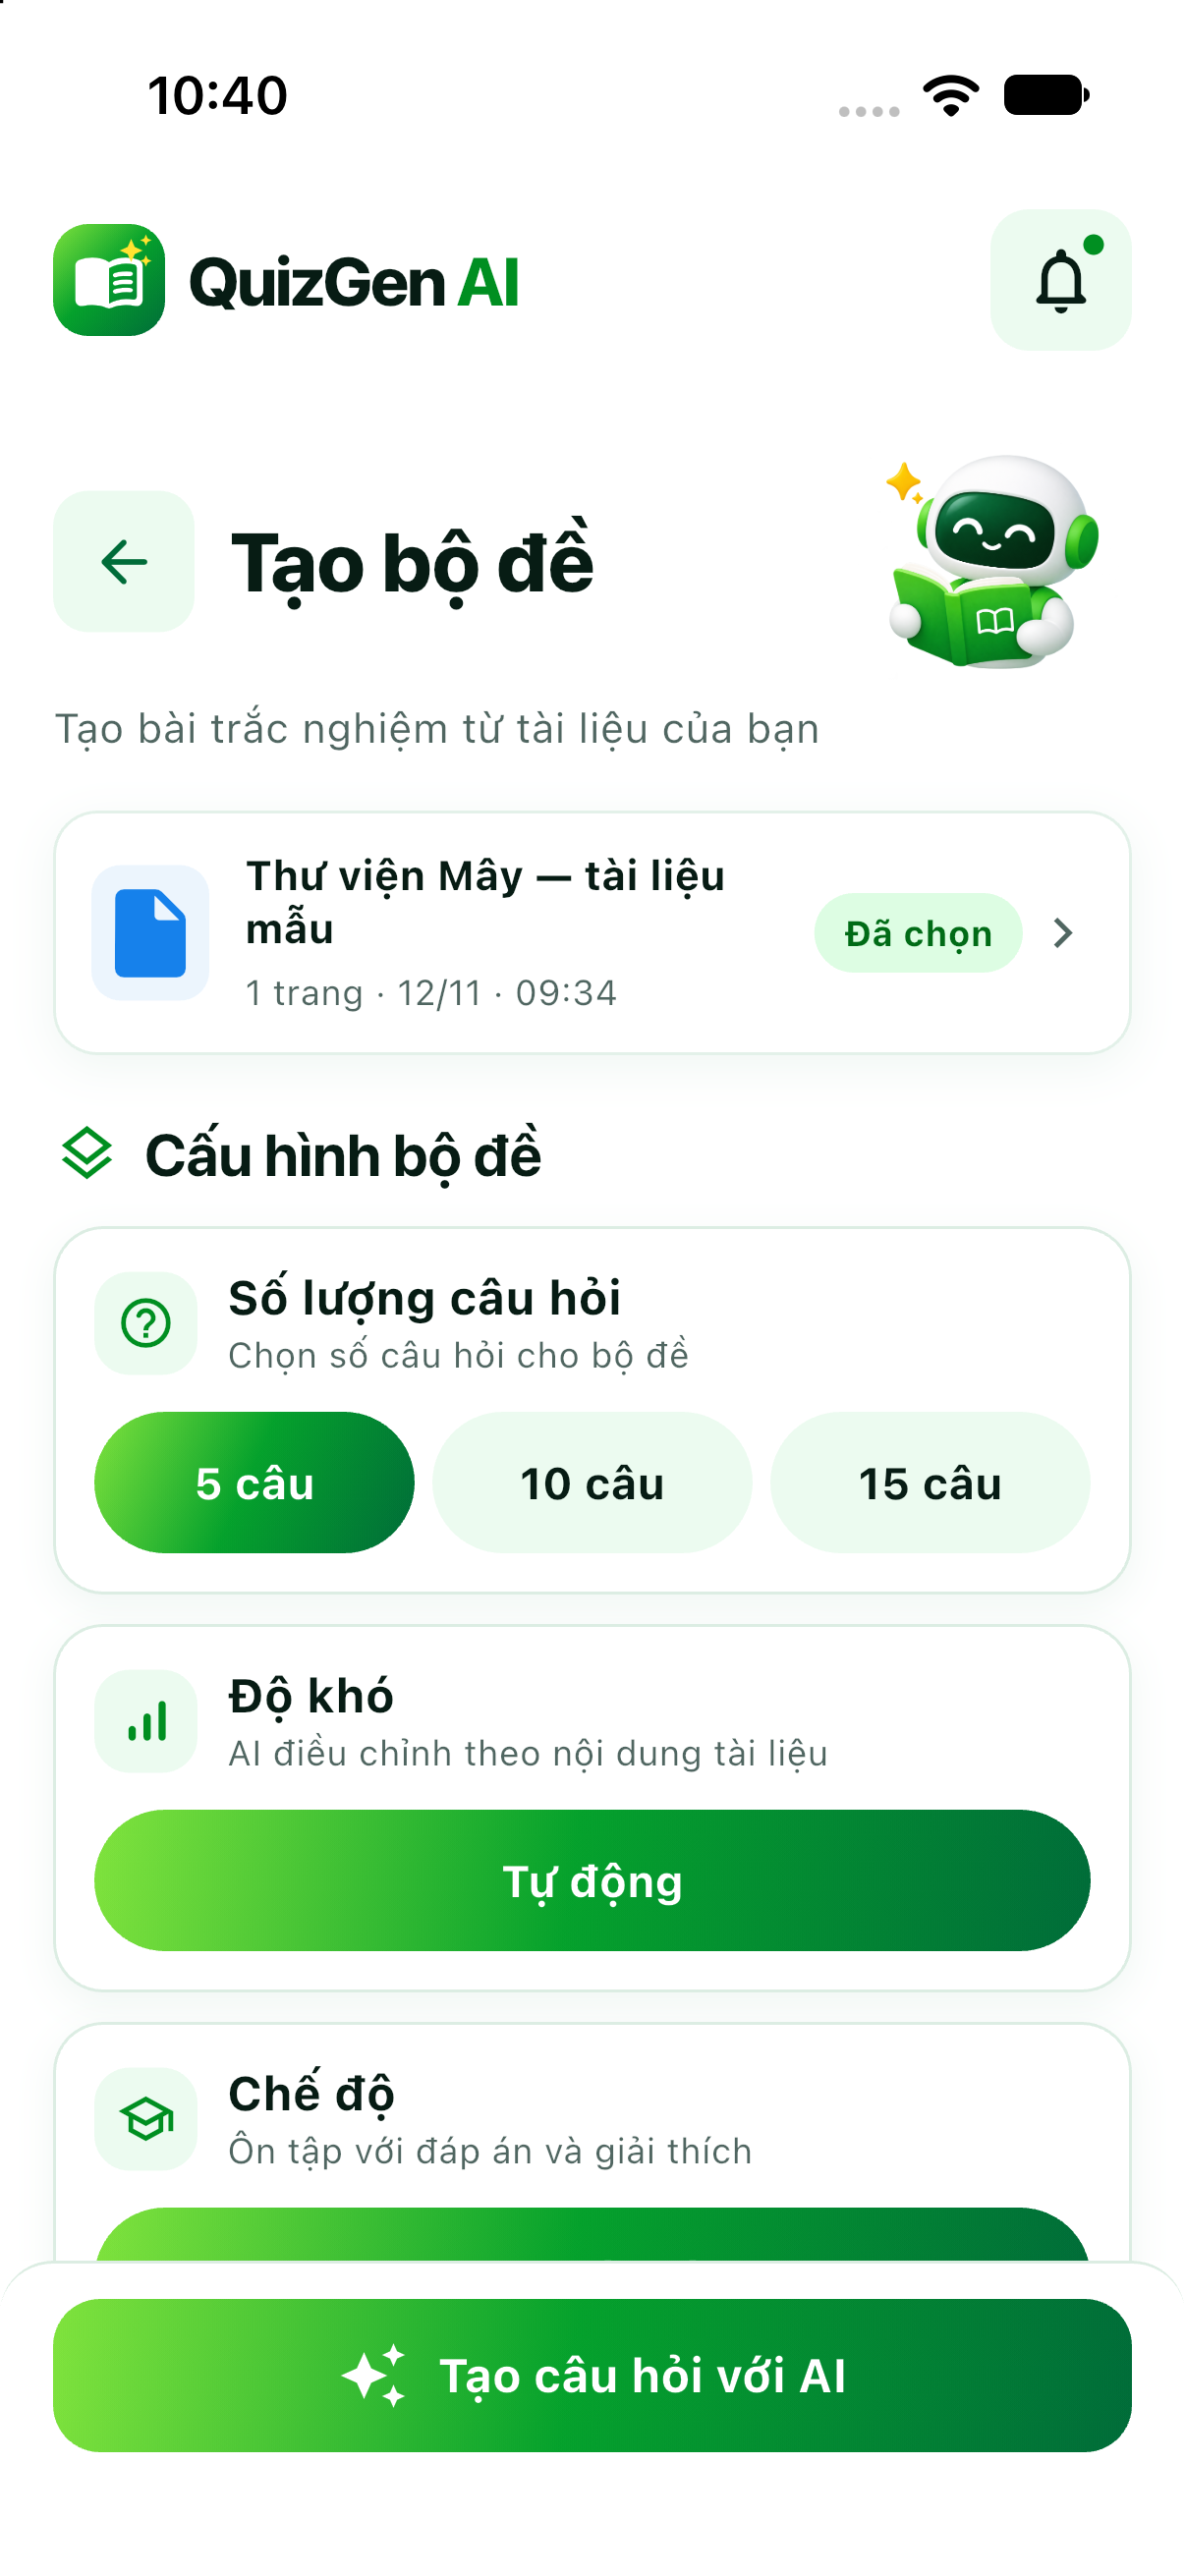 10:40
QuizGen AI
Tạo bộ đề
Tạo bài trắc nghiệm từ tài liệu của bạn
Thư viện Mây — tài liệu
mẫu
1 trang · 12/11 · 09:34
Đã chọn
Cấu hình bộ đề
Số lượng câu hỏi
Chọn số câu hỏi cho bộ đề
5 câu
10 câu
15 câu
Độ khó
AI điều chỉnh theo nội dung tài liệu
Tự động
Chế độ
Ôn tập với đáp án và giải thích
Tạo câu hỏi với AI